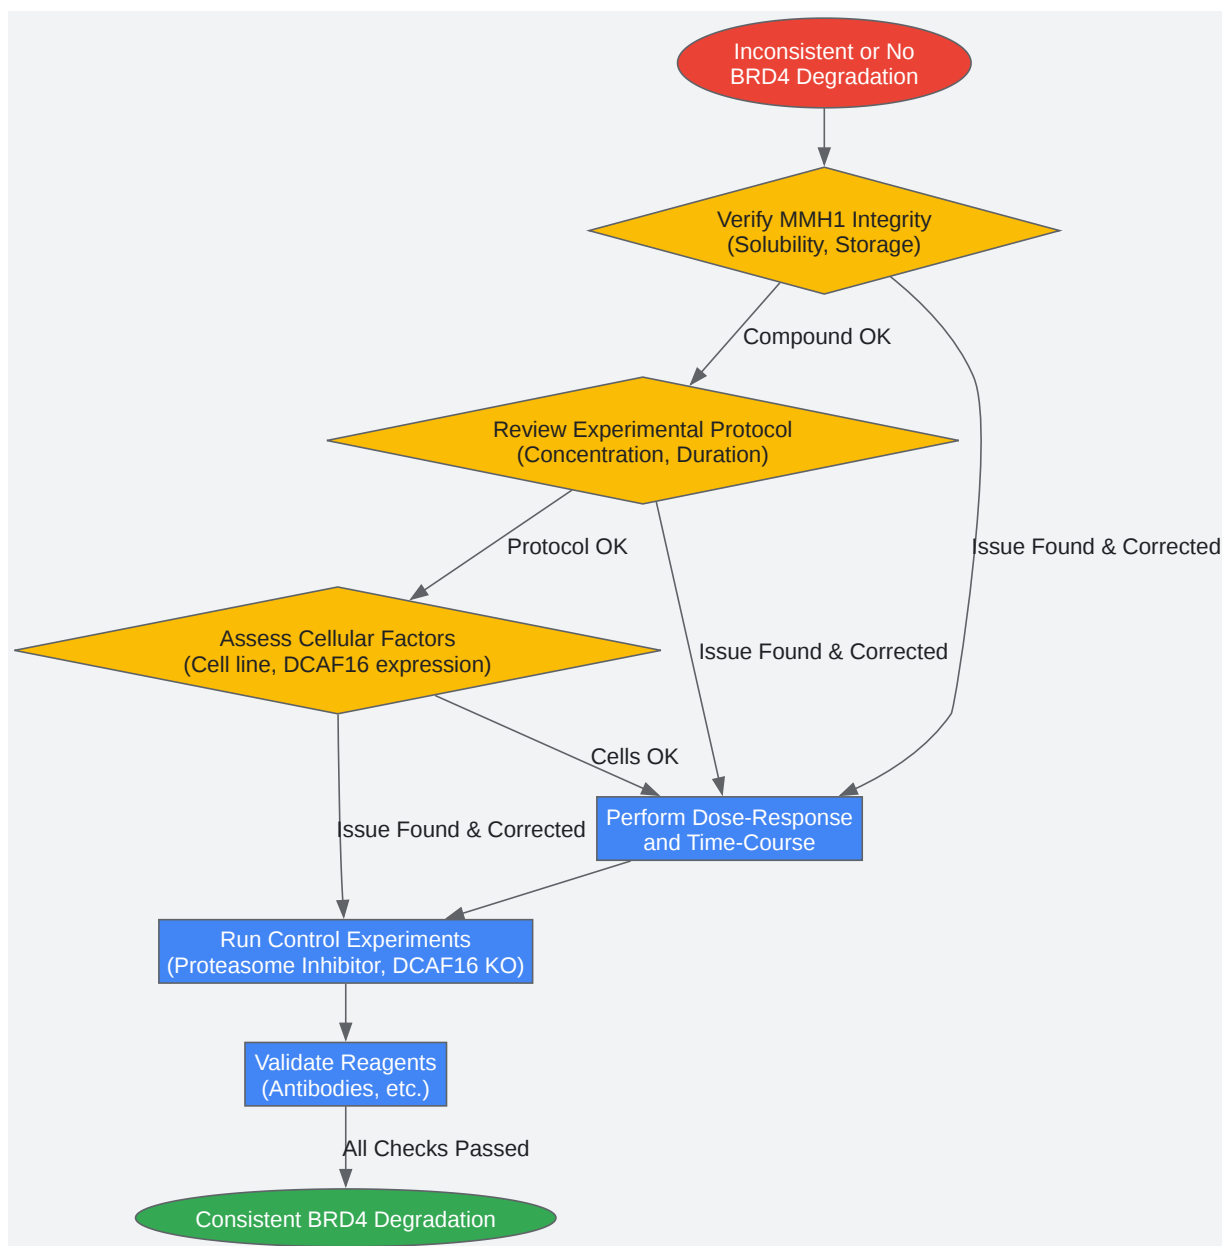 Inconsistent or No
BRD4 Degradation
Verify MMH1 Integrity
(Solubility, Storage)
Compound OK
Review Experimental Protocol
(Concentration, Duration)
Protocol OK
Issue Found & Corrected
Assess Cellular Factors
(Cell line, DCAF16 expression)
Issue Found & Corrected
Cells OK
Perform Dose-Response
and Time-Course
Issue Found & Corrected
Run Control Experiments
(Proteasome Inhibitor, DCAF16 KO)
Validate Reagents
(Antibodies, etc.)
All Checks Passed
Consistent BRD4 Degradation